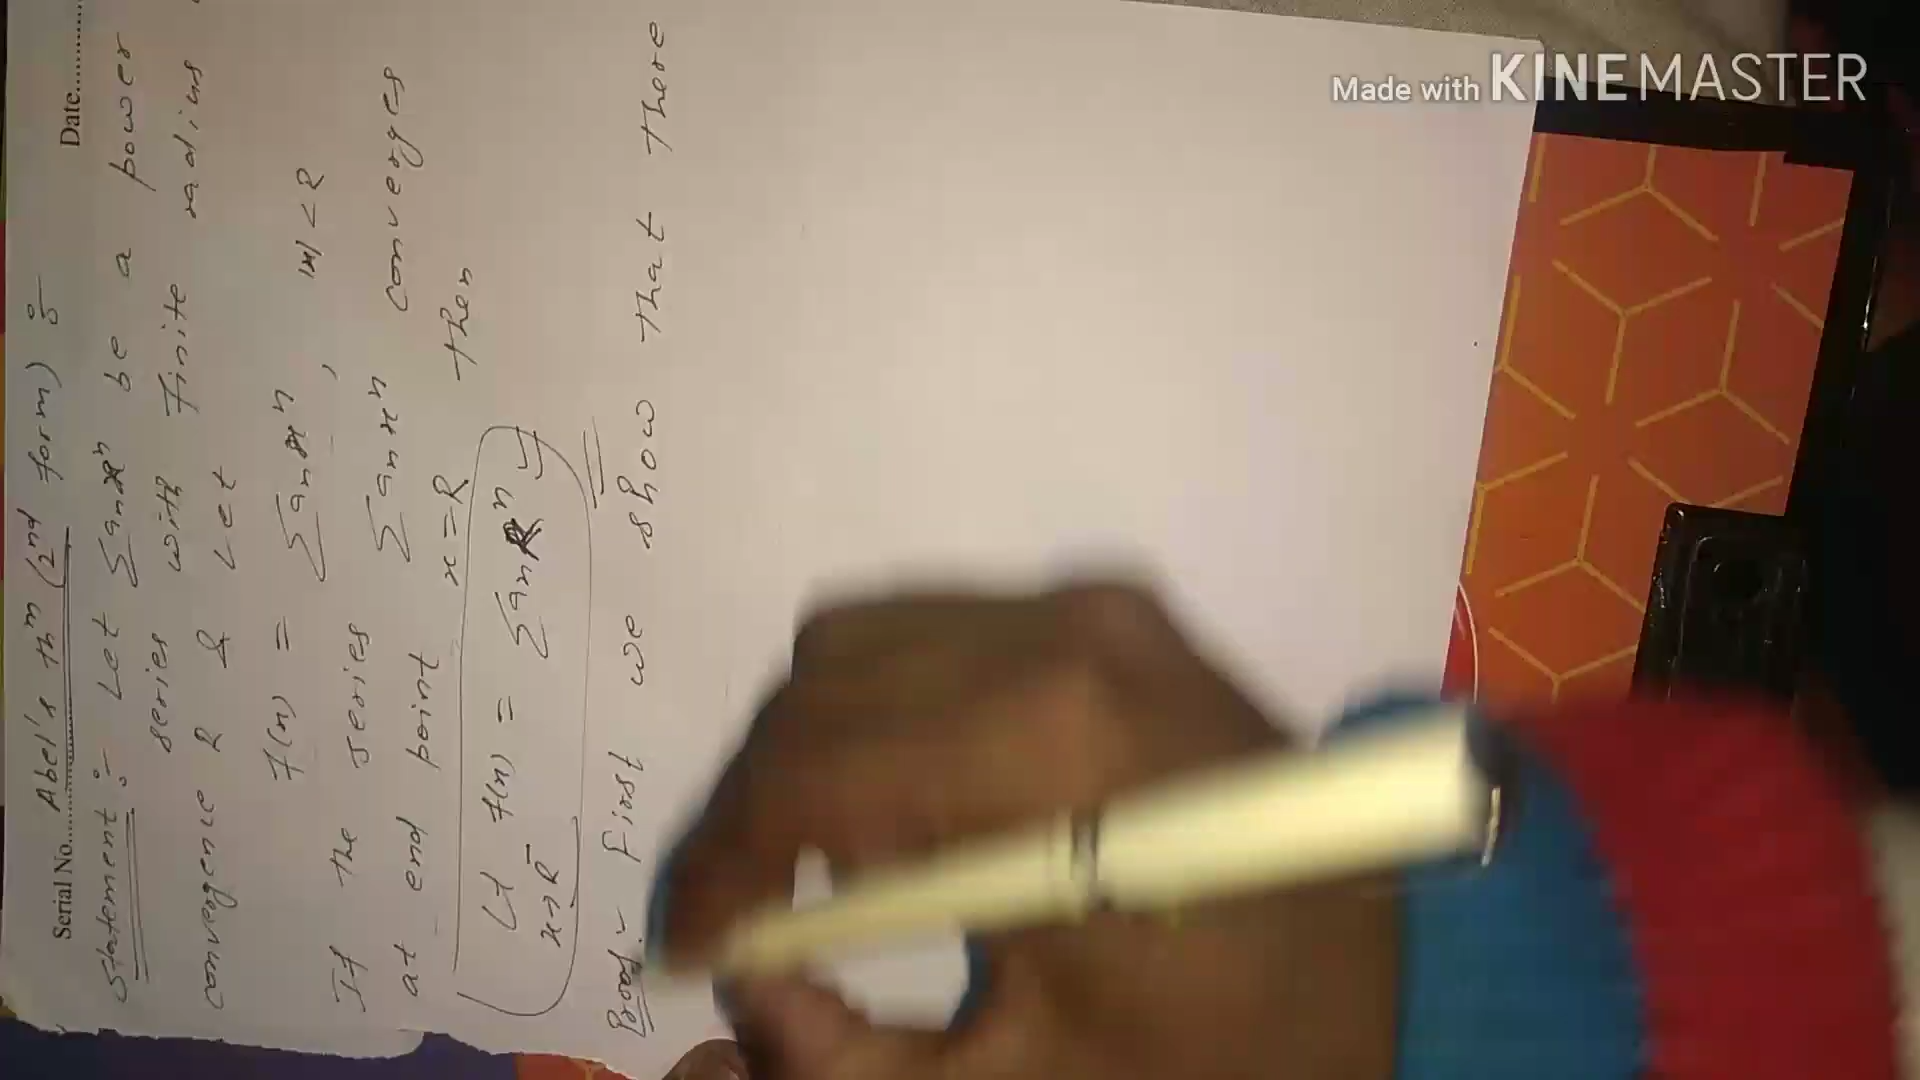 Made with KINEMASTER
Serial No. Date
Abel's thm (2nd form) :-
Statement :- Let Σanxⁿ be a power
series with finite radius
convergence R & Let
f(x) = Σanxⁿ , |x| < R
If the series Σanxⁿ converges
at end point x = R then
Lt f(x) = Σan Rⁿ
x→R⁻
Proof :- First we show that there